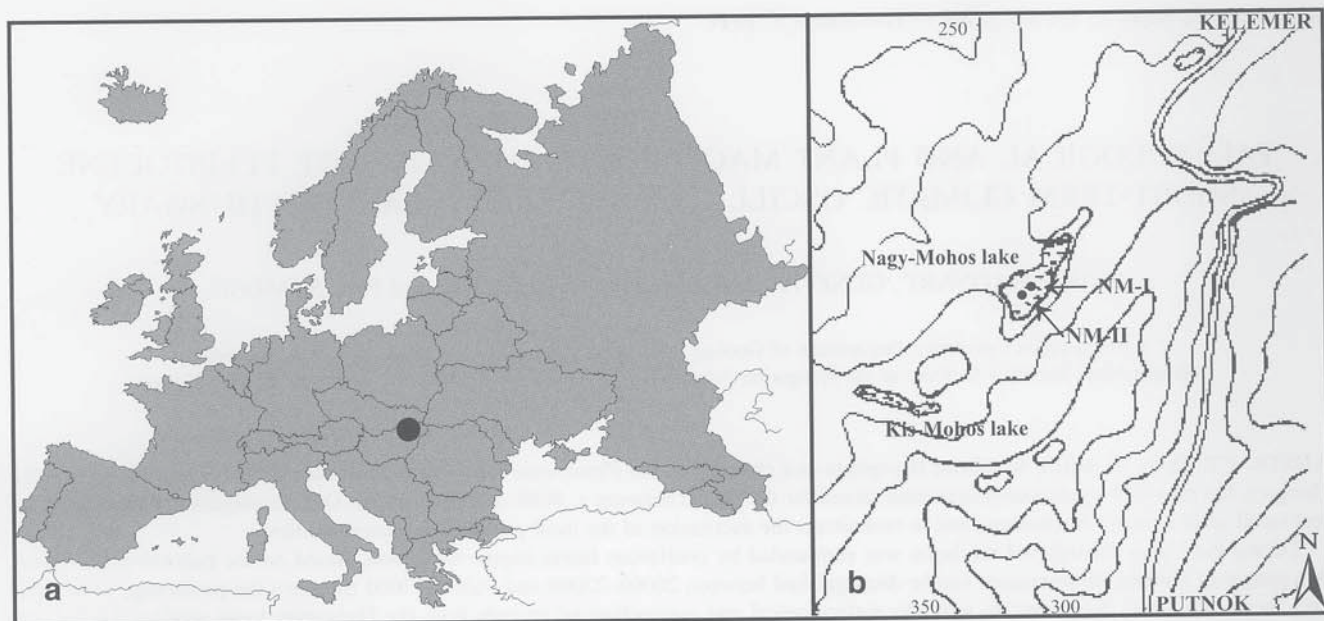 250
KELEMER
Nagy-Mohos lake
NM-I
NM-II
Kis-Mohos lake
N
a
b
350
300
PUTNOK